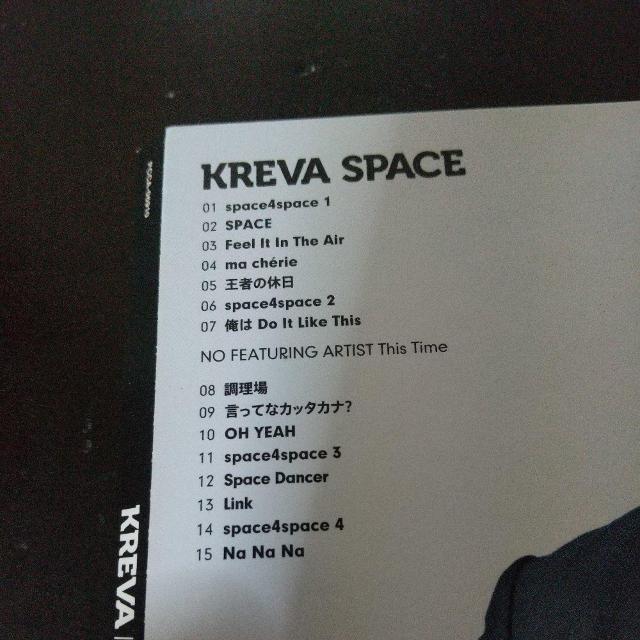 KREVA SPACE
01 space4space 1
02 SPACE
03 Feel It In The Air
04 ma chérie
05 王者の休日
06 space4space 2
07 俺は Do It Like This
NO FEATURING ARTIST This Time
08 調理場
09 言ってなカッタカナ?
10 OH YEAH
11 space4space 3
12 Space Dancer
13 Link
14 space4space 4
15 Na Na Na
KREVA